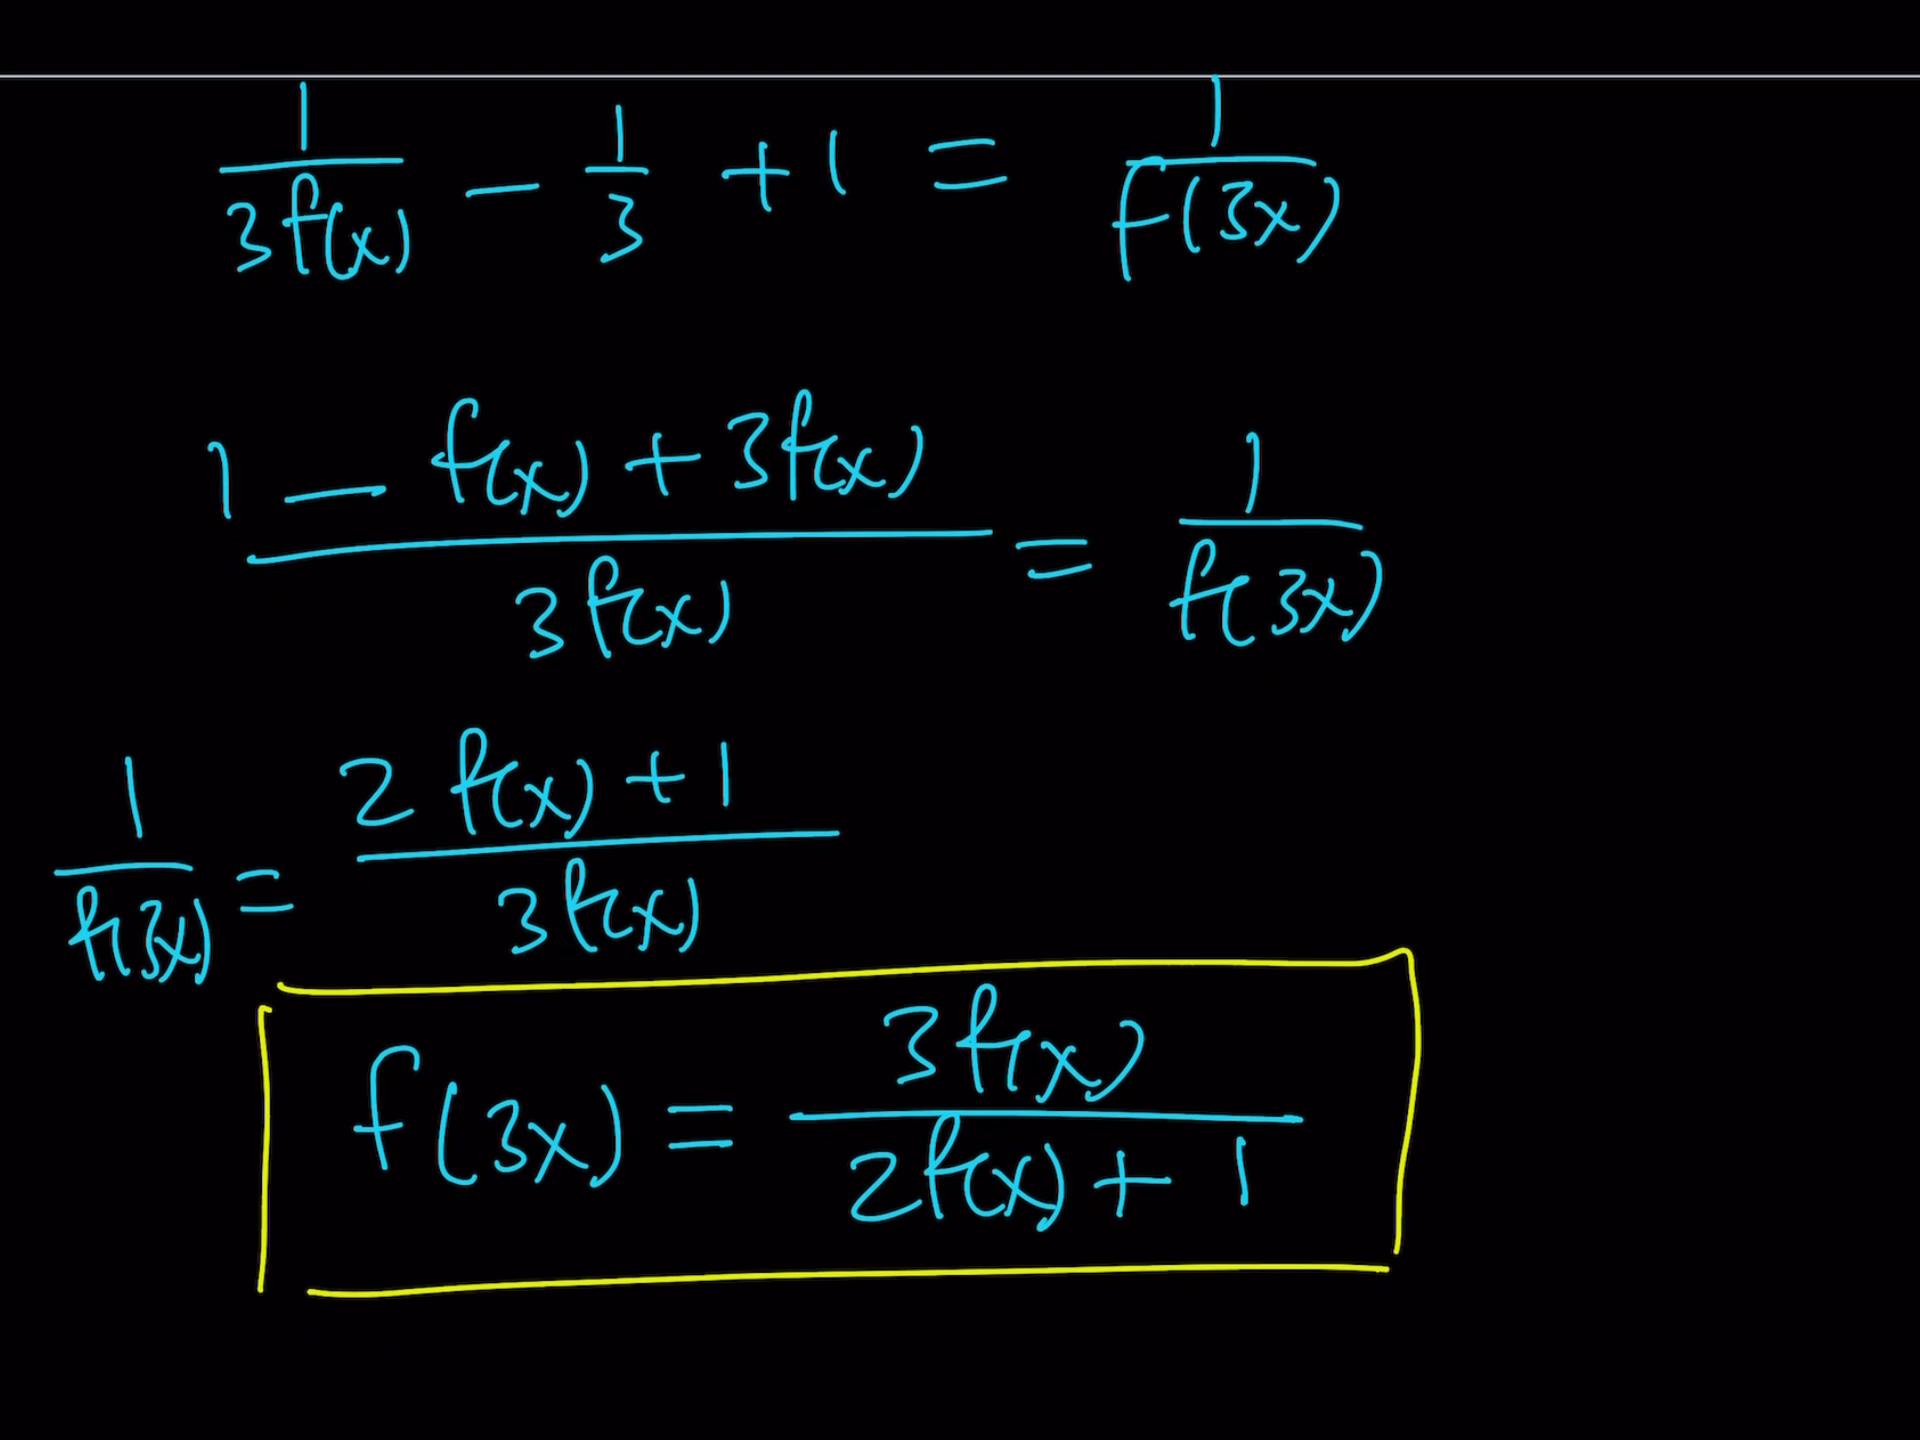 1/(3f(x)) - 1/3 + 1 = 1/(f(3x))
(1 - f(x) + 3f(x))/(3f(x)) = 1/(f(3x))
1/(f(3x)) = (2f(x) + 1)/(3f(x))
f(3x) = (3f(x))/(2f(x) + 1)